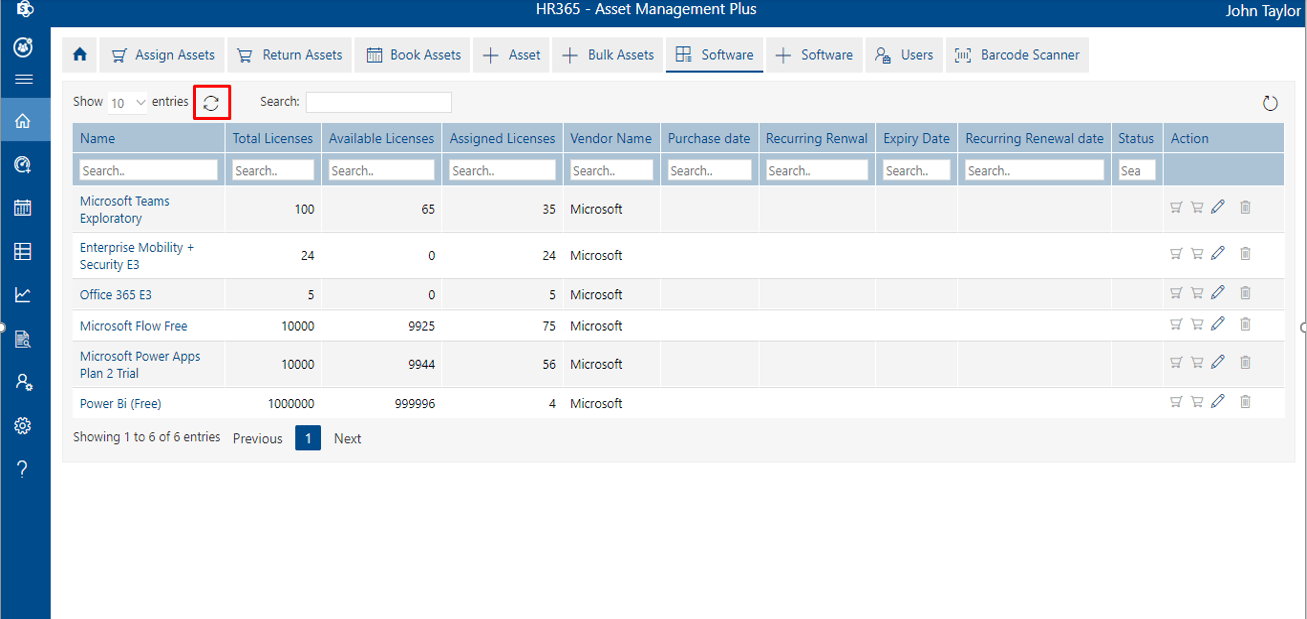 HR365 - Asset Management Plus
John Taylor
Assign Assets Return Assets Book Assets Asset Bulk Assets Software Software Users Barcode Scanner
Show 10 entries Search:
Name Total Licenses Available Licenses Assigned Licenses Vendor Name Purchase date Recurring Renwal Expiry Date Recurring Renewal date Status Action
Search.. Search.. Search.. Search.. Search.. Search.. Search.. Search.. Search.. Sea
Microsoft Teams
Exploratory 100 65 35 Microsoft
Enterprise Mobility +
Security E3 24 0 24 Microsoft
Office 365 E3 5 0 5 Microsoft
Microsoft Flow Free 10000 9925 75 Microsoft
Microsoft Power Apps
Plan 2 Trial 10000 9944 56 Microsoft
Power Bi (Free) 1000000 999996 4 Microsoft
Showing 1 to 6 of 6 entries Previous 1 Next